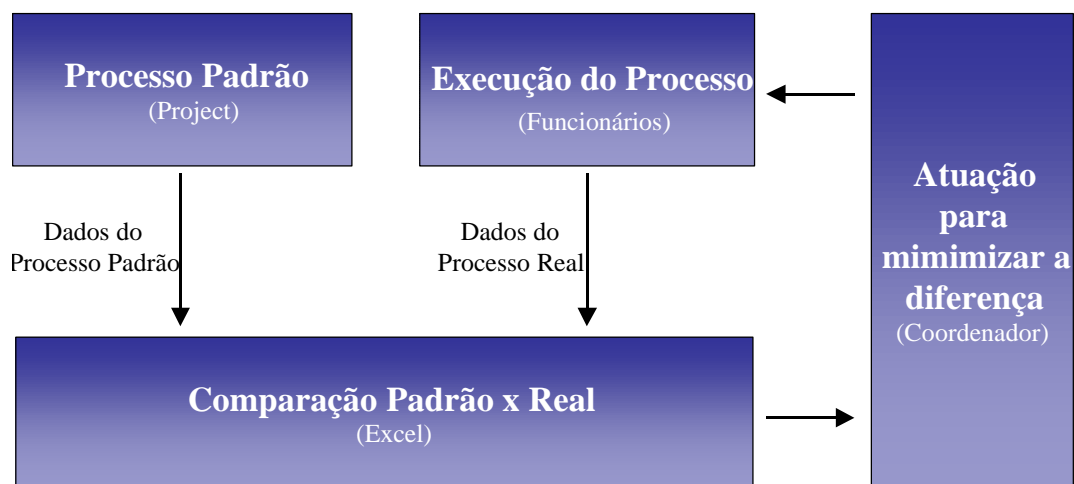 Processo Padrão
(Project)
Execução do Processo
(Funcionários)
Dados do
Processo Padrão
Dados do
Processo Real
Comparação Padrão x Real
(Excel)
Atuação
para
mimimizar a
diferença
(Coordenador)